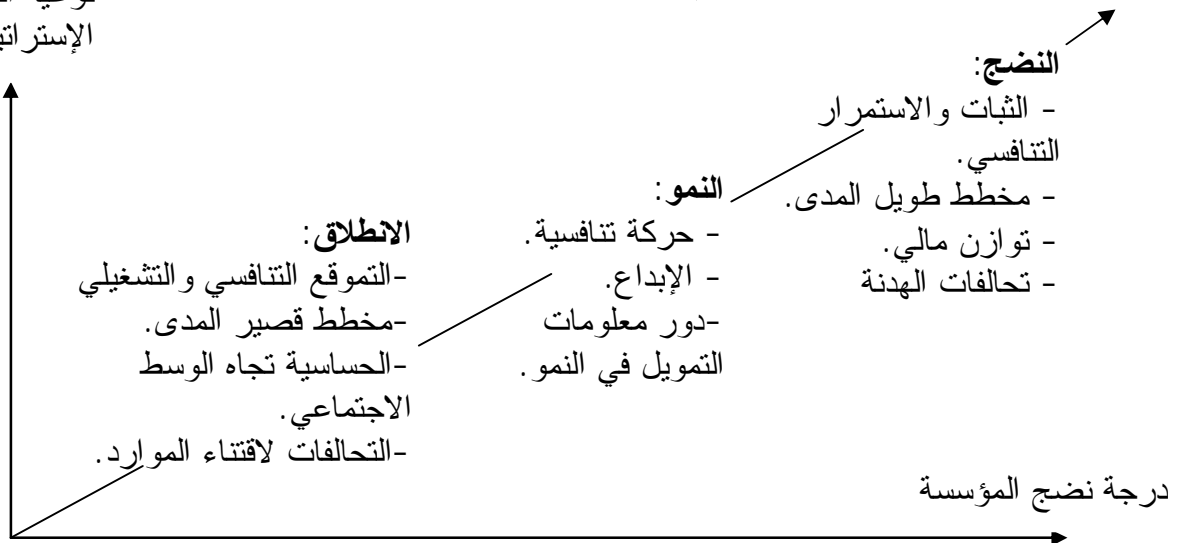 النضج:
- الثبات والاستمرار
التنافسي.
- مخطط طويل المدى.
- توازن مالي.
- تحالفات الهدنة
النمو:
- حركة تنافسية.
- الإبداع.
-دور معلومات
التمويل في النمو.
الانطلاق:
-التموقع التنافسي والتشغيلي
-مخطط قصير المدى.
-الحساسية تجاه الوسط
الاجتماعي.
-التحالفات لاقتناء الموارد.
درجة نضج المؤسسة